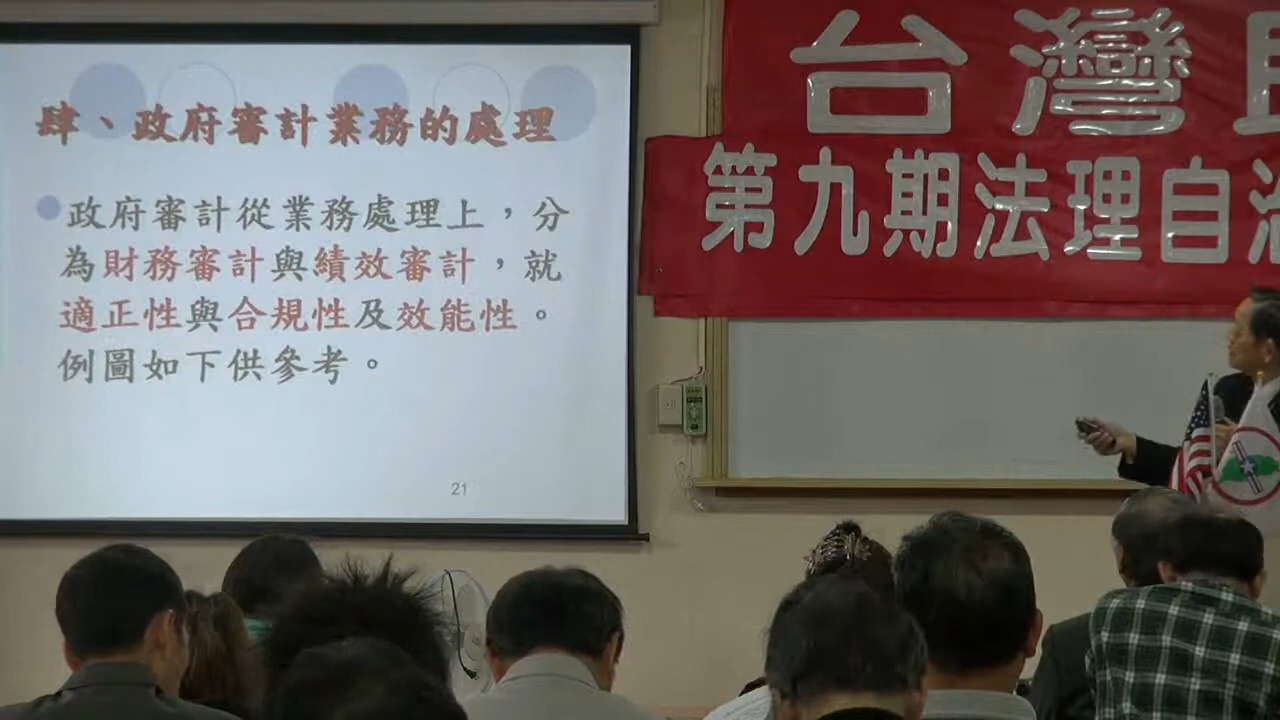 肆、政府審計業務的處理
政府審計從業務處理上，分
為財務審計與績效審計，就
適正性與合規性及效能性。
例圖如下供參考。
21
台灣
第九期法理自治